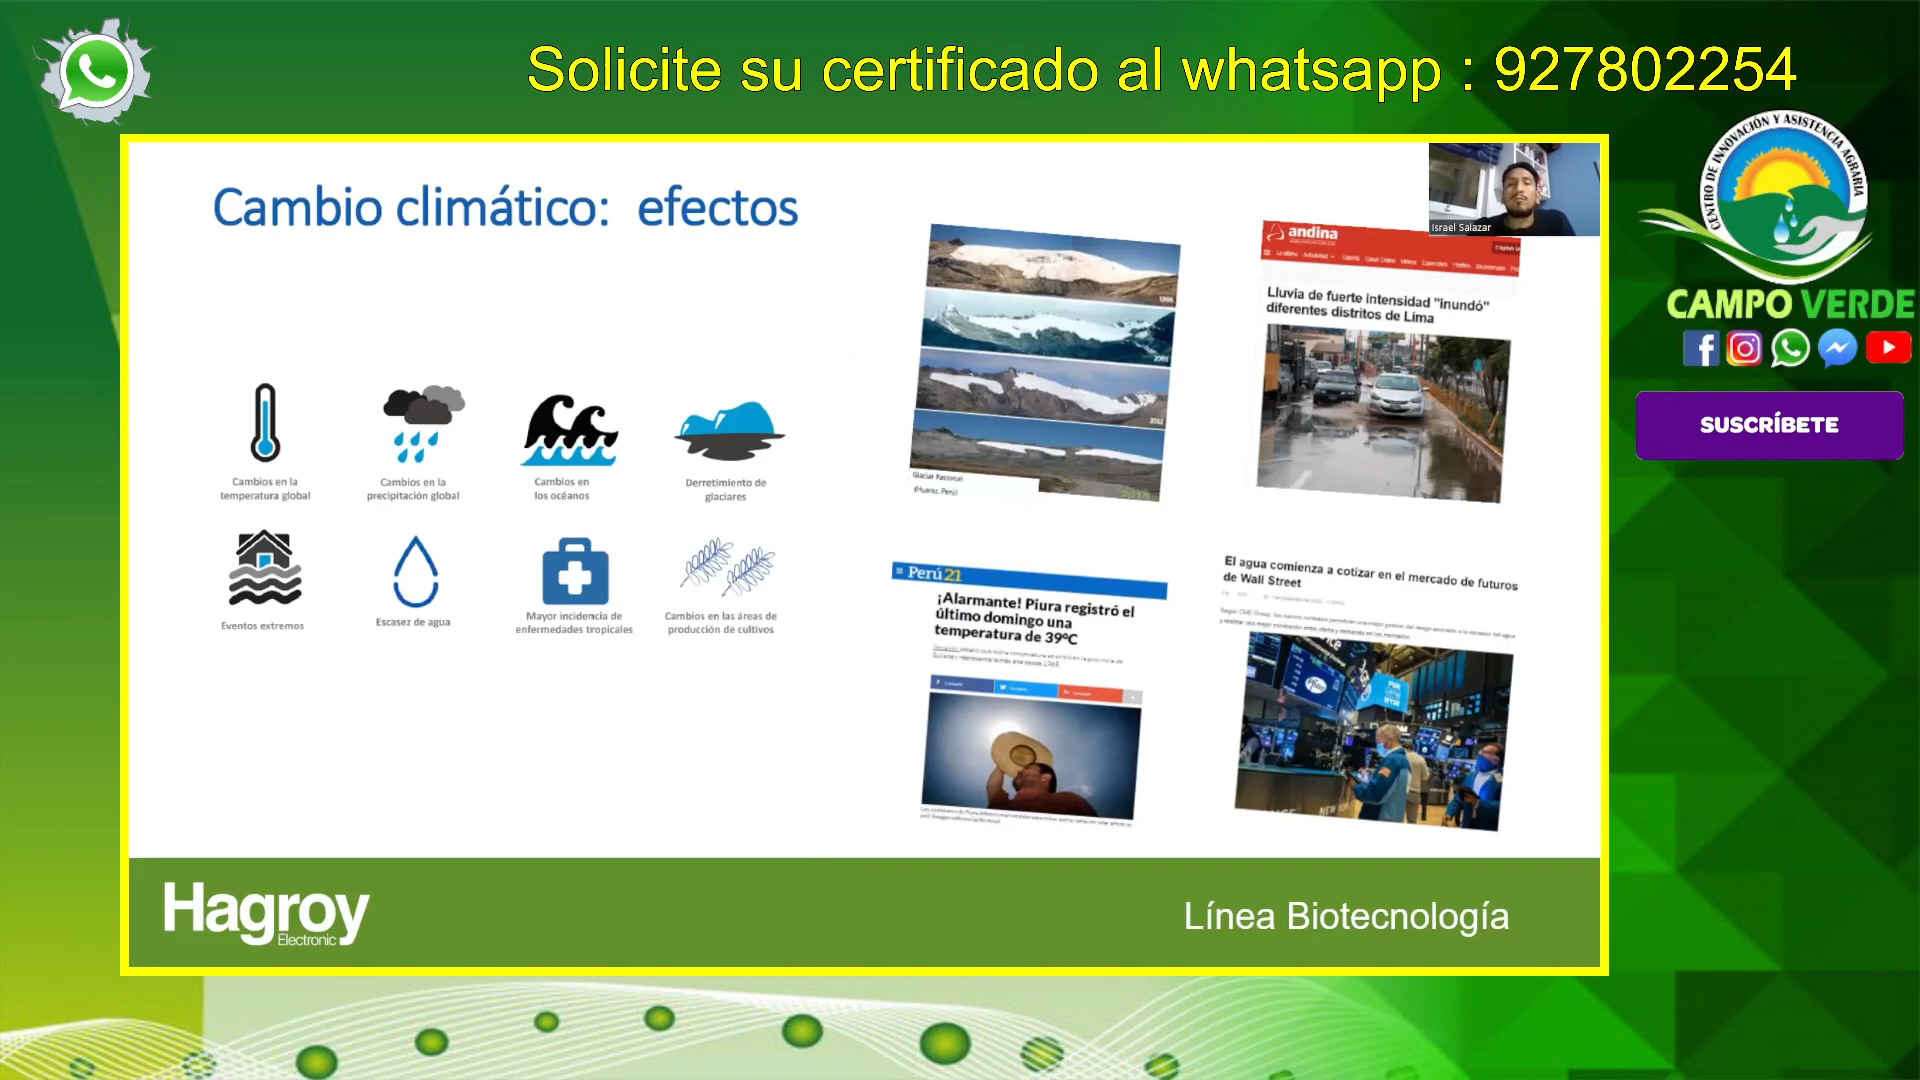 Solicite su certificado al whatsapp : 927802254
CENTRO DE INNOVACIÓN Y ASISTENCIA AGRARIA
CAMPO VERDE
SUSCRÍBETE
Israel Salazar
Cambio climático: efectos
Cambios en la
temperatura global
Cambios en la
precipitación global
Cambios en
los océanos
Derretimiento de
glaciares
Eventos extremos
Escasez de agua
Mayor incidencia de
enfermedades tropicales
Cambios en las áreas de
producción de cultivos
2001
2012
Glaciar Pastoruri
(Huaraz, Perú)
andina
Lluvia de fuerte intensidad "inundó"
diferentes distritos de Lima
Perú21
¡Alarmante! Piura registró el
último domingo una
temperatura de 39°C
El agua comienza a cotizar en el mercado de futuros
de Wall Street
Pfizer
Hagroy
Electronic
Línea Biotecnología